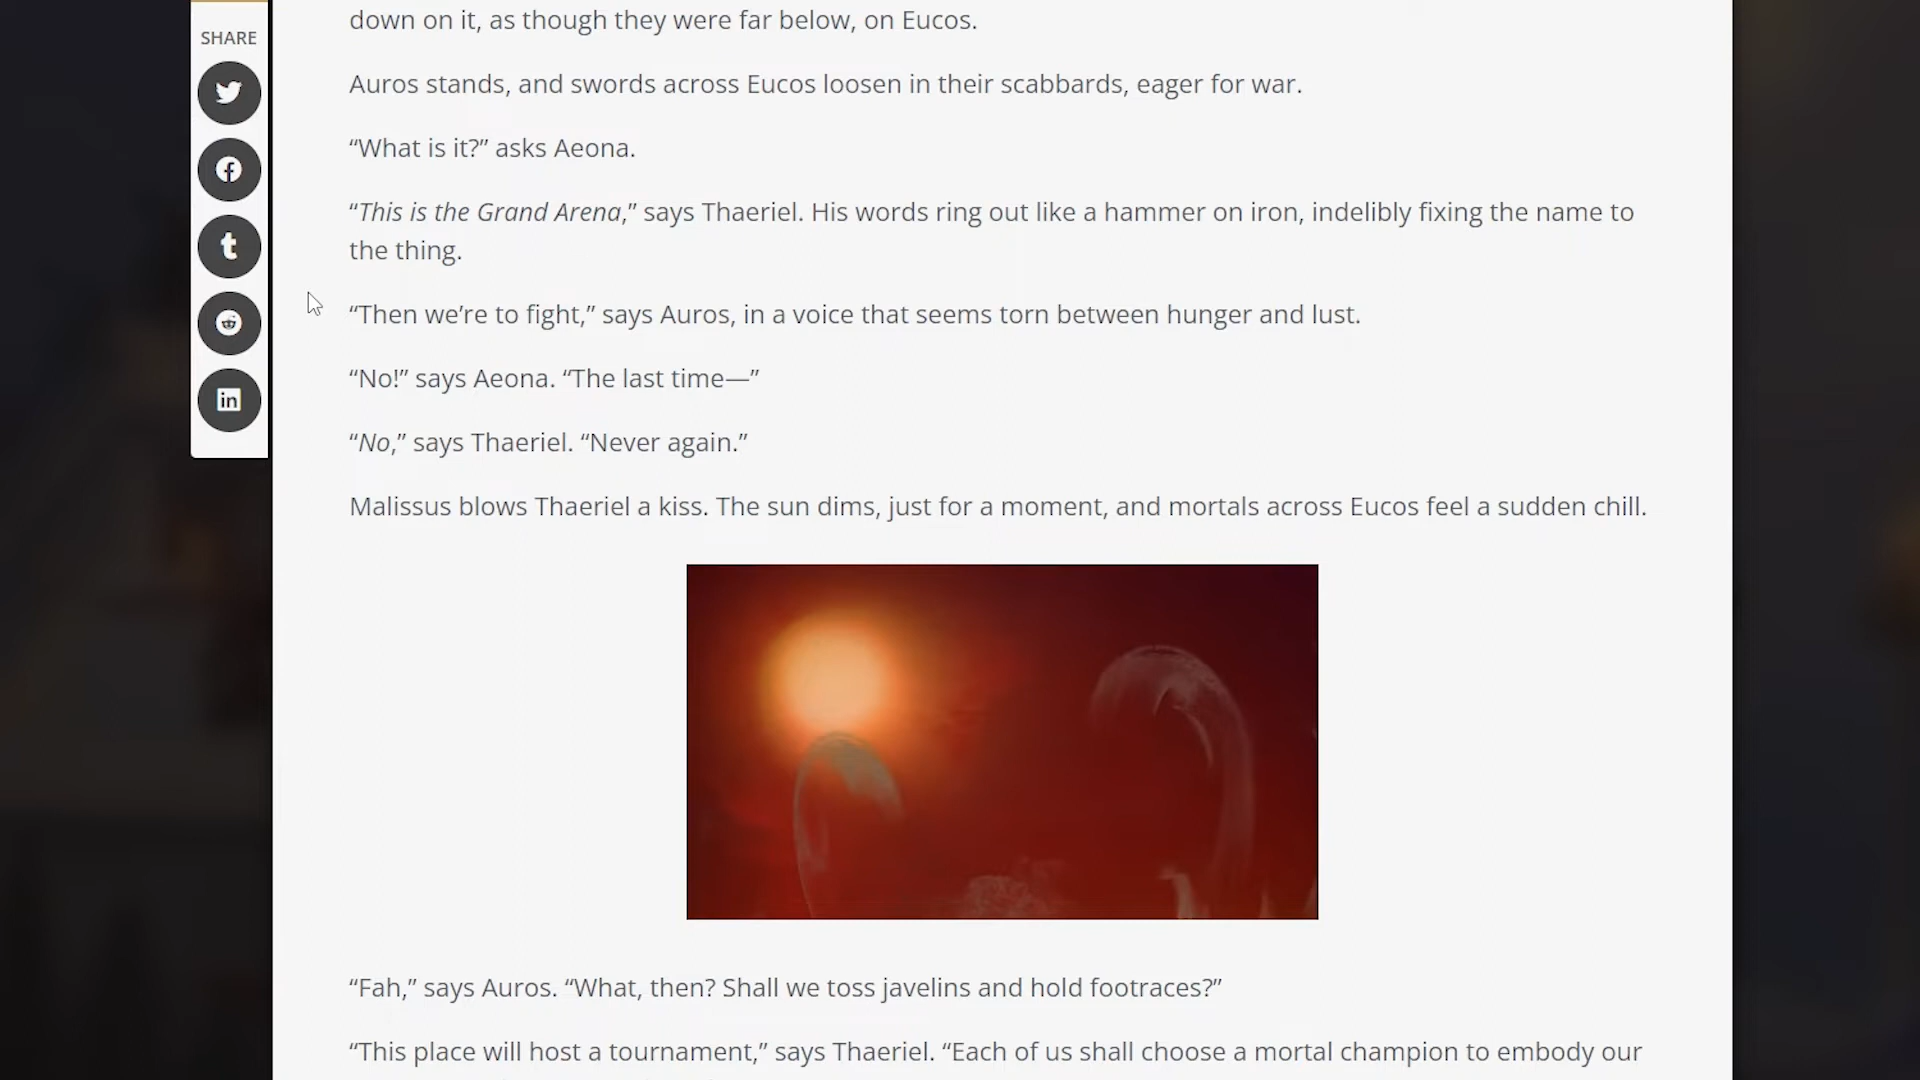 SHARE
down on it, as though they were far below, on Eucos.
Auros stands, and swords across Eucos loosen in their scabbards, eager for war.
“What is it?” asks Aeona.
“This is the Grand Arena,” says Thaeriel. His words ring out like a hammer on iron, indelibly fixing the name to
the thing.
“Then we’re to fight,” says Auros, in a voice that seems torn between hunger and lust.
“No!” says Aeona. “The last time—”
“No,” says Thaeriel. “Never again.”
Malissus blows Thaeriel a kiss. The sun dims, just for a moment, and mortals across Eucos feel a sudden chill.
“Fah,” says Auros. “What, then? Shall we toss javelins and hold footraces?”
“This place will host a tournament,” says Thaeriel. “Each of us shall choose a mortal champion to embody our